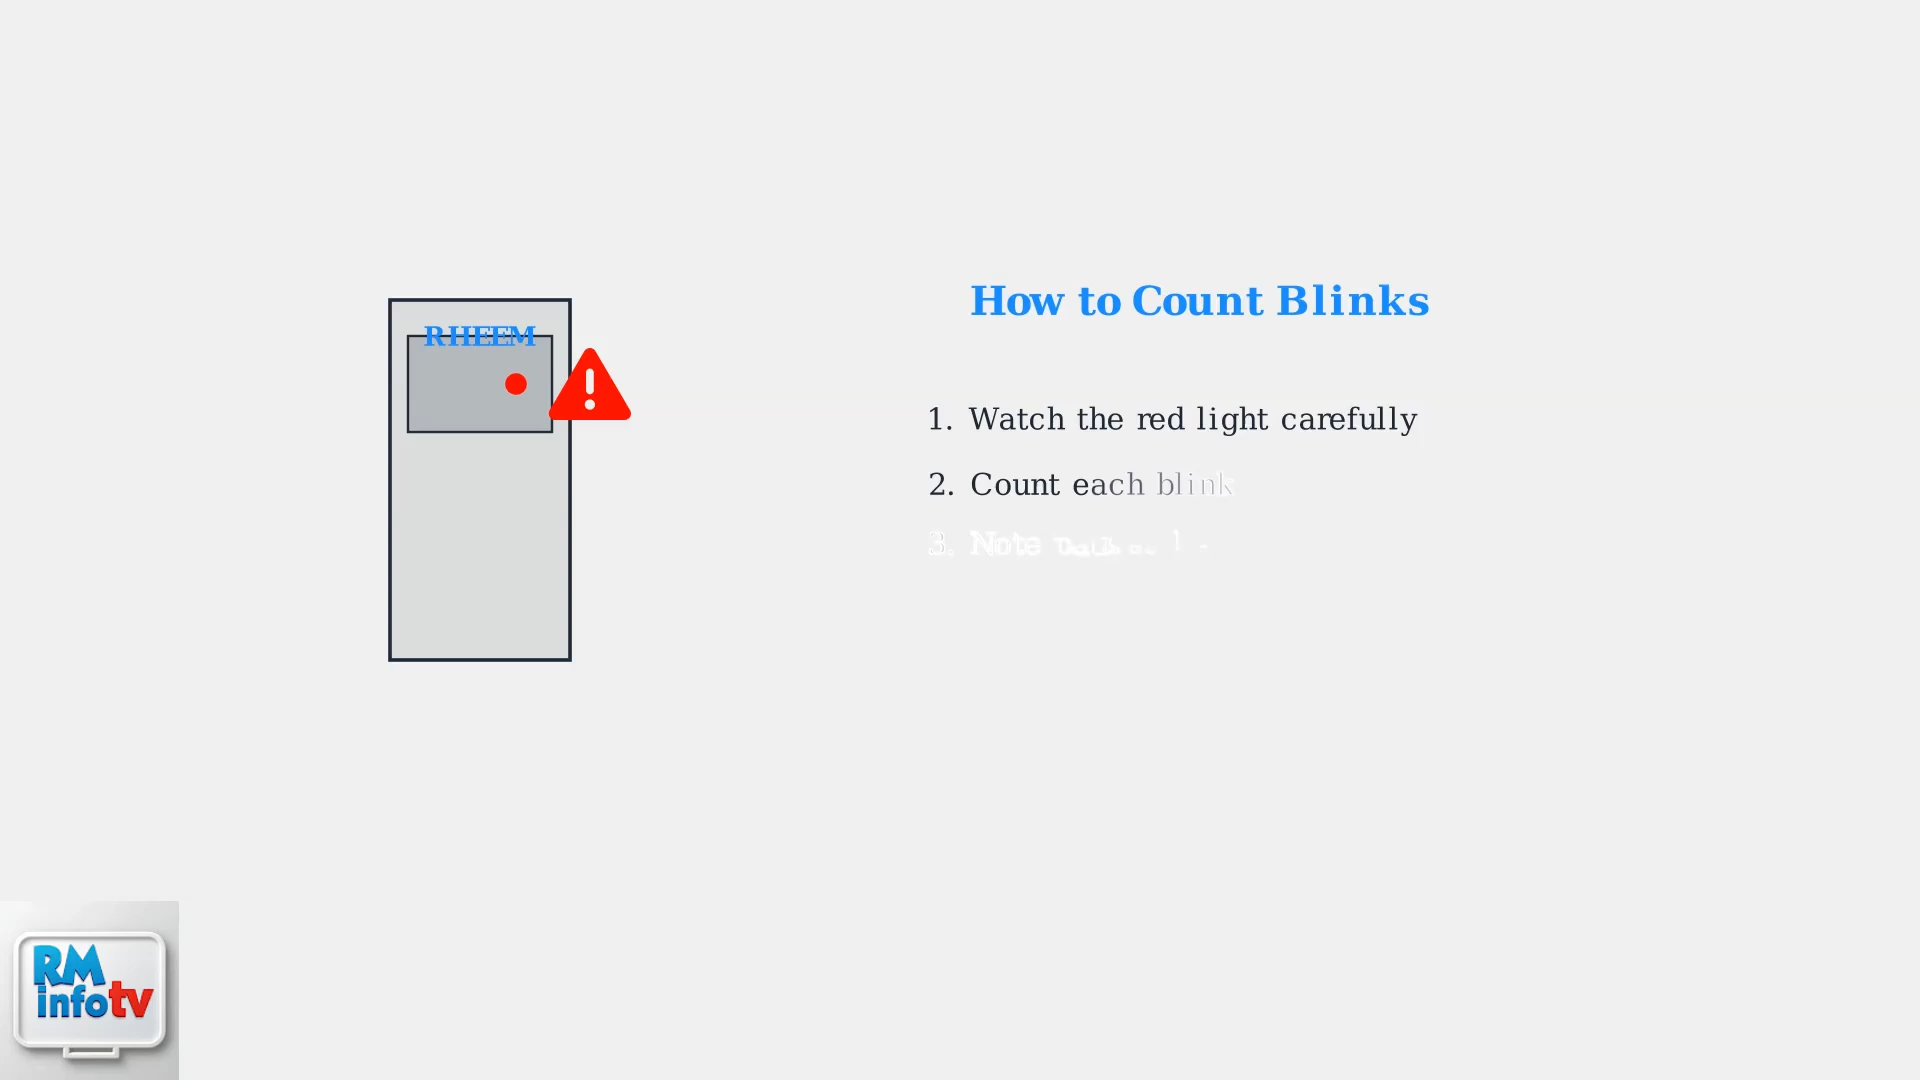 How to Count Blinks
RHEEM
1. Watch the red light carefully
2. Count each blink
3. Note
RM
infotv